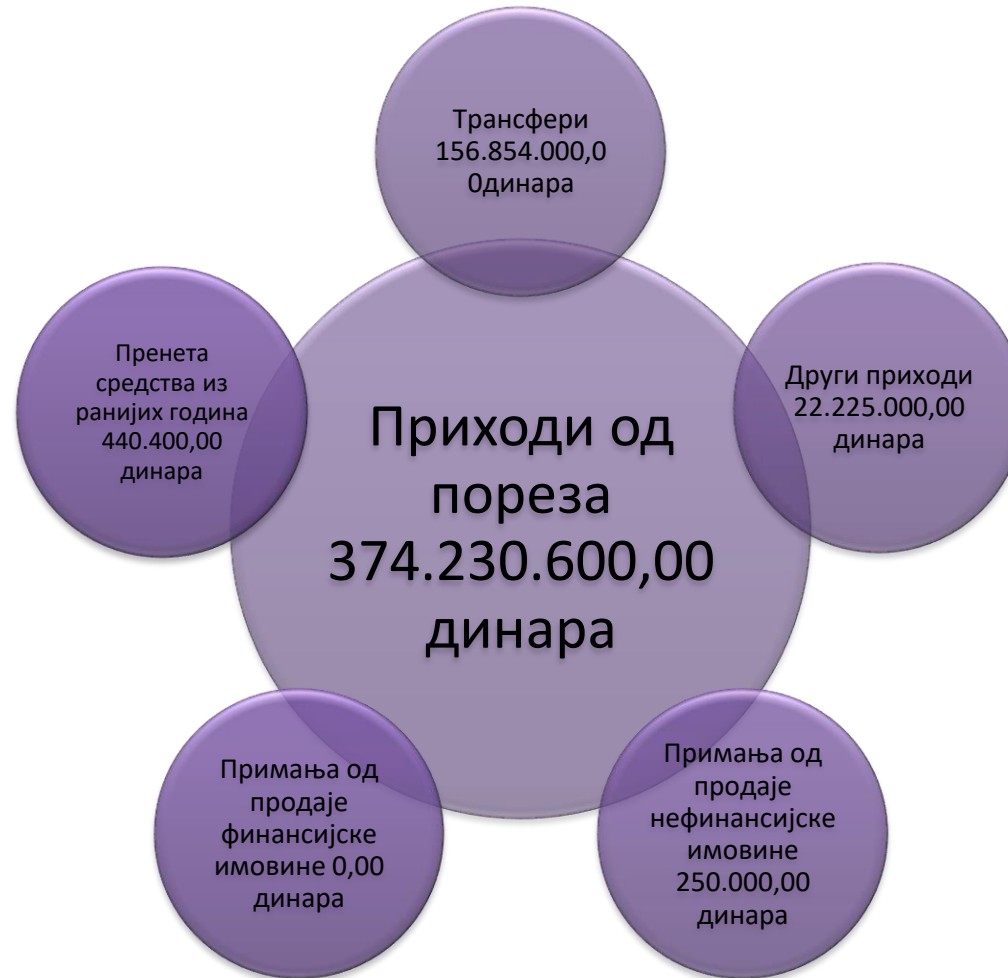 Трансфери
156.854.000,0
0динара
Пренета
средства из
ранијих година
440.400,00
динара
Други приходи
22.225.000,00
динара
Приходи од
пореза
374.230.600,00
динара
Примања од
продаје
финансијске
имовине 0,00
динара
Примања од
продаје
нефинансијске
имовине
250.000,00
динара